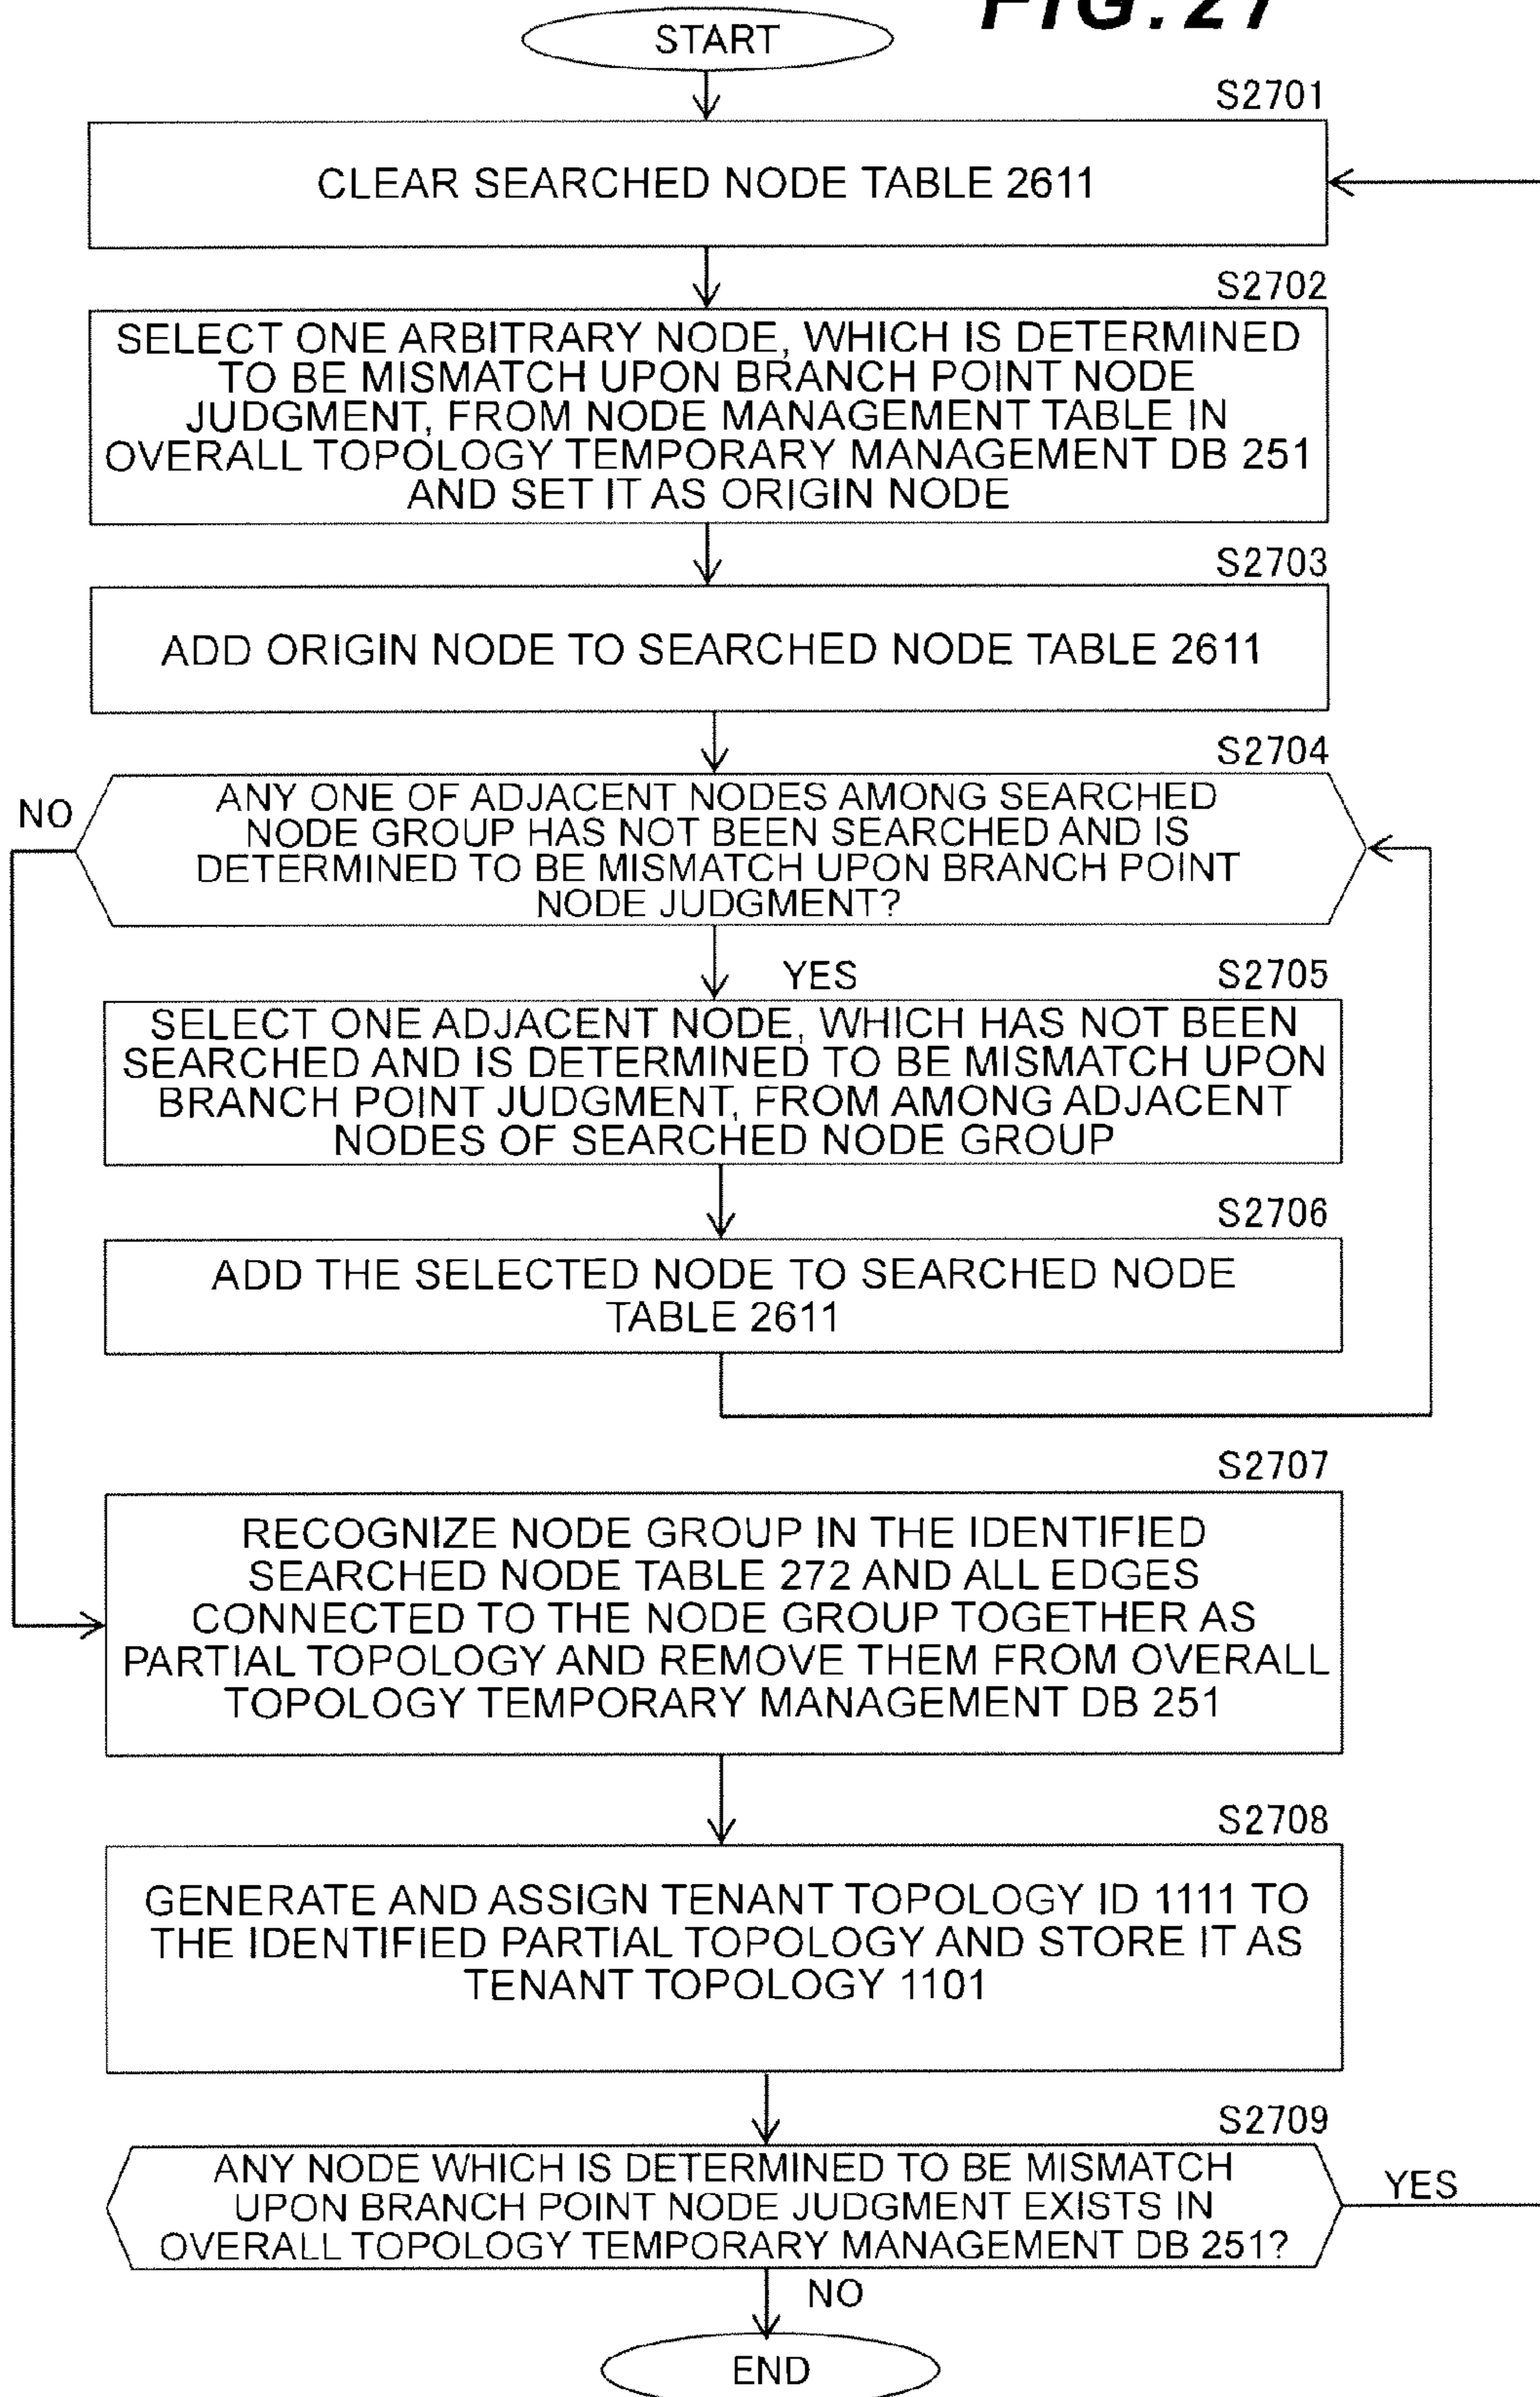 FIG. 27
START
S2701
CLEAR SEARCHED NODE TABLE 2611
S2702
SELECT ONE ARBITRARY NODE, WHICH IS DETERMINED
TO BE MISMATCH UPON BRANCH POINT NODE
JUDGMENT, FROM NODE MANAGEMENT TABLE IN
OVERALL TOPOLOGY TEMPORARY MANAGEMENT DB 251
AND SET IT AS ORIGIN NODE
S2703
ADD ORIGIN NODE TO SEARCHED NODE TABLE 2611
S2704
NO
ANY ONE OF ADJACENT NODES AMONG SEARCHED
NODE GROUP HAS NOT BEEN SEARCHED AND IS
DETERMINED TO BE MISMATCH UPON BRANCH POINT
NODE JUDGMENT?
YES
S2705
SELECT ONE ADJACENT NODE, WHICH HAS NOT BEEN
SEARCHED AND IS DETERMINED TO BE MISMATCH UPON
BRANCH POINT JUDGMENT, FROM AMONG ADJACENT
NODES OF SEARCHED NODE GROUP
S2706
ADD THE SELECTED NODE TO SEARCHED NODE
TABLE 2611
S2707
RECOGNIZE NODE GROUP IN THE IDENTIFIED
SEARCHED NODE TABLE 272 AND ALL EDGES
CONNECTED TO THE NODE GROUP TOGETHER AS
PARTIAL TOPOLOGY AND REMOVE THEM FROM OVERALL
TOPOLOGY TEMPORARY MANAGEMENT DB 251
S2708
GENERATE AND ASSIGN TENANT TOPOLOGY ID 1111 TO
THE IDENTIFIED PARTIAL TOPOLOGY AND STORE IT AS
TENANT TOPOLOGY 1101
S2709
ANY NODE WHICH IS DETERMINED TO BE MISMATCH
UPON BRANCH POINT NODE JUDGMENT EXISTS IN
OVERALL TOPOLOGY TEMPORARY MANAGEMENT DB 251?
YES
NO
END